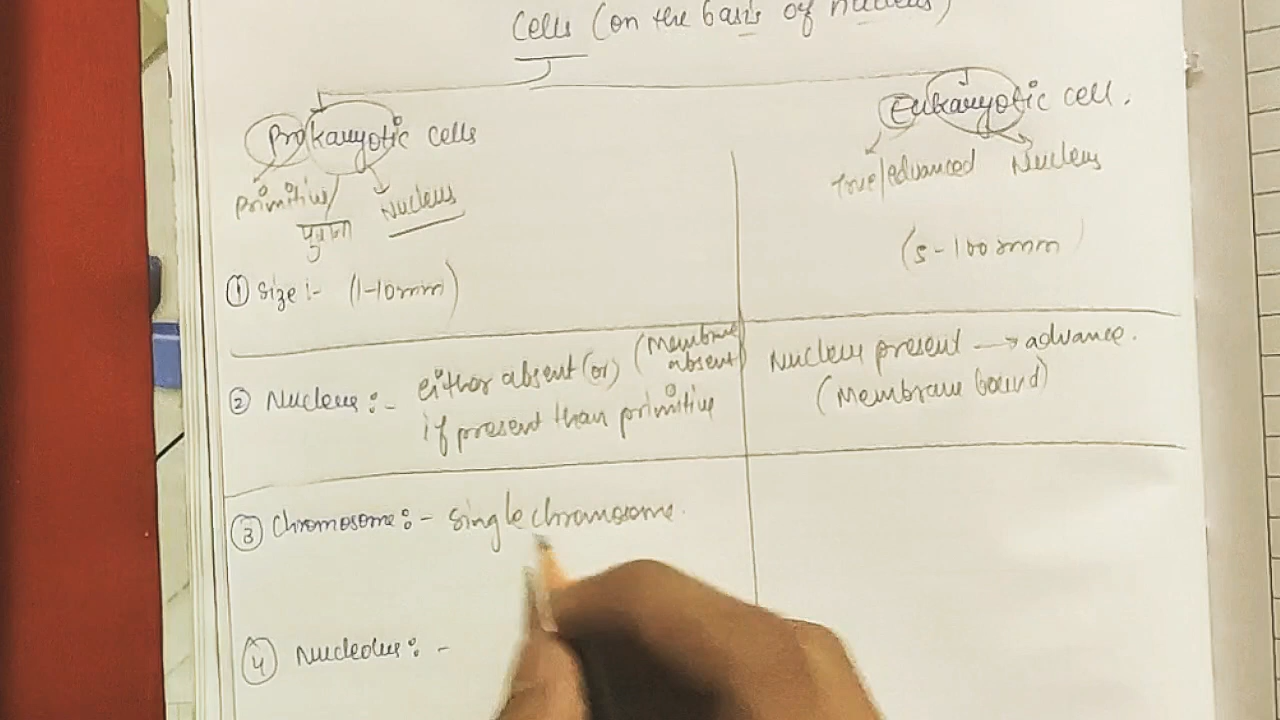 Cells (on the basis of nucleus)
Prokaryotic cells
Eukaryotic cell.
Primitive/
पुराना
Nucleus
True/advanced Nucleus
① Size :- (1-10mm)
(5-100mm)
② Nucleus :- either absent (or) (Membrane absent)
if present than primitive
Nucleus present → advance.
(Membrane bound)
③ Chromosome :- single chromosome.
④ Nucleolus :-